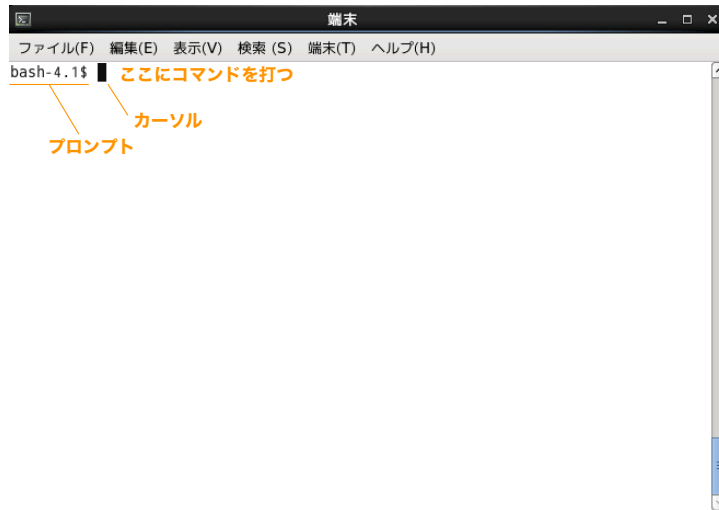 端末
ファイル(F) 編集(E) 表示(V) 検索 (S) 端末(T) ヘルプ(H)
bash-4.1$ ここにコマンドを打つ
カーソル
プロンプト